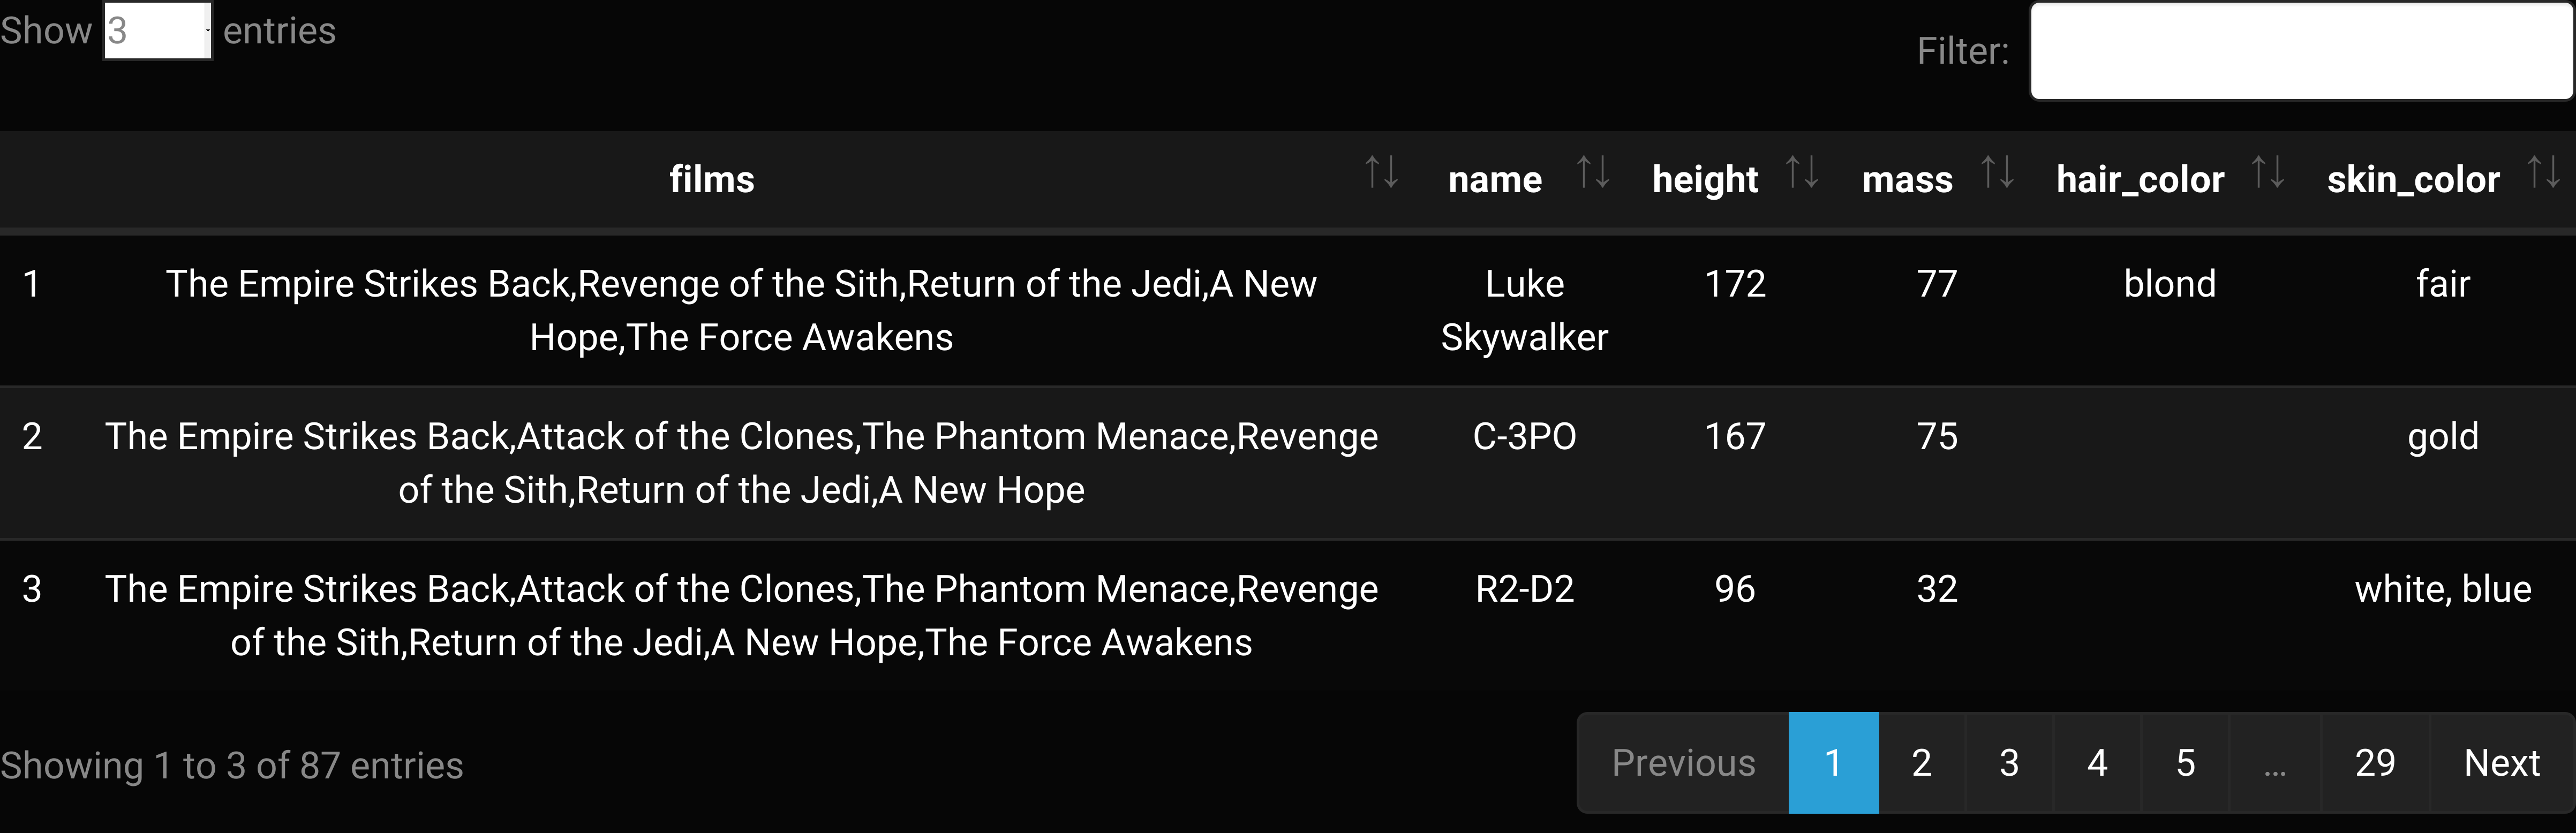 Show 3 entries
Filter:
films ↑↓ name ↑↓ height ↑↓ mass ↑↓ hair_color ↑↓ skin_color ↑↓
1 The Empire Strikes Back,Revenge of the Sith,Return of the Jedi,A New Luke 172 77 blond fair
Hope,The Force Awakens Skywalker
2 The Empire Strikes Back,Attack of the Clones,The Phantom Menace,Revenge C-3PO 167 75 gold
of the Sith,Return of the Jedi,A New Hope
3 The Empire Strikes Back,Attack of the Clones,The Phantom Menace,Revenge R2-D2 96 32 white, blue
of the Sith,Return of the Jedi,A New Hope,The Force Awakens
Showing 1 to 3 of 87 entries
Previous 1 2 3 4 5 … 29 Next